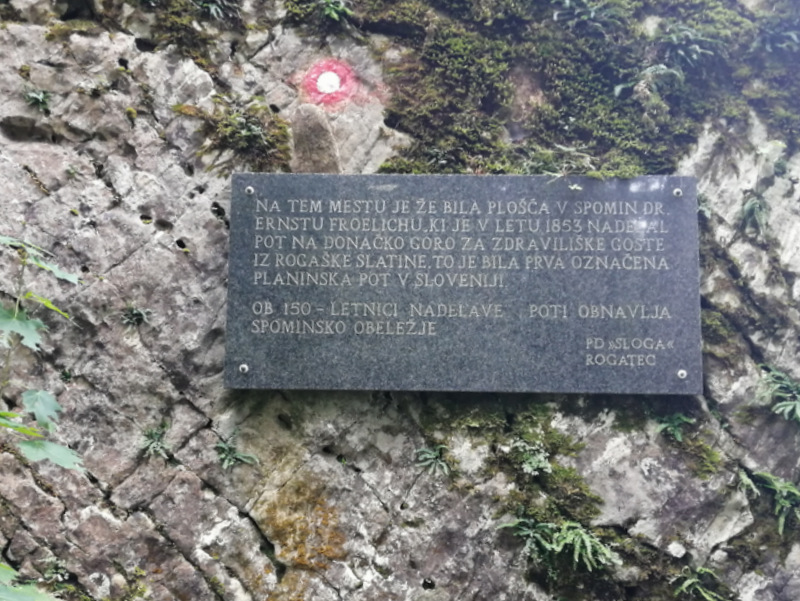 NA TEM MESTU JE ŽE BILA PLOŠČA V SPOMIN DR.
ERNSTU FROELICHU, KI JE V LETU 1853 NADELAL
POT NA DONAČKO GORO ZA ZDRAVILIŠKE GOSTE
IZ ROGAŠKE SLATINE. TO JE BILA PRVA OZNAČENA
PLANINSKA POT V SLOVENIJI.
OB 150-LETNICI NADELAVE POTI OBNAVLJA
SPOMINSKO OBELEŽJE
PD »SLOGA«
ROGATEC